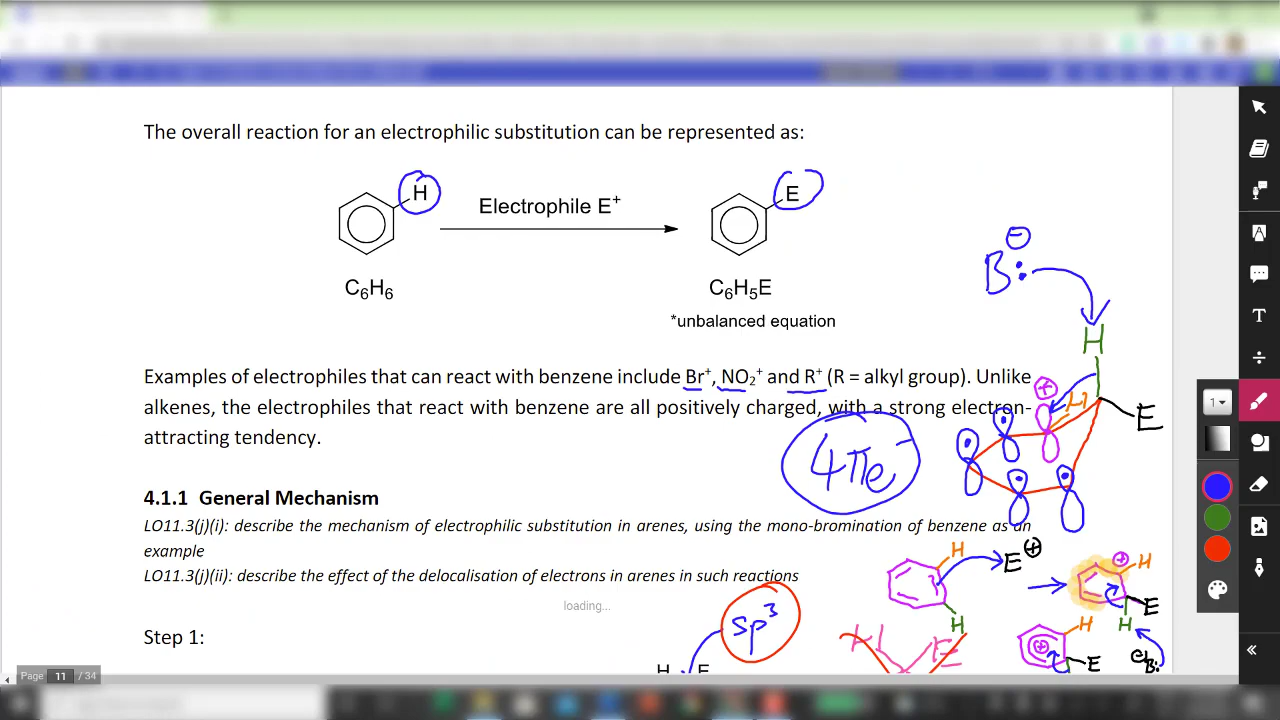 The overall reaction for an electrophilic substitution can be represented as:
H
Electrophile E⁺
E
C₆H₆
C₆H₅E
*unbalanced equation
B:
⊖
H
Examples of electrophiles that can react with benzene include Br⁺, NO₂⁺ and R⁺ (R = alkyl group). Unlike
alkenes, the electrophiles that react with benzene are all positively charged, with a strong electron-
attracting tendency.
⊕
H
E
4πe⁻
4.1.1 General Mechanism
LO11.3(j)(i): describe the mechanism of electrophilic substitution in arenes, using the mono-bromination of benzene as an
example
LO11.3(j)(ii): describe the effect of the delocalisation of electrons in arenes in such reactions
H
E⊕
⊕
H
E
H
H
loading...
sp³
Step 1:
H
E
H E
H
⊕
E
⊖B:
Page 11 / 34
1
T